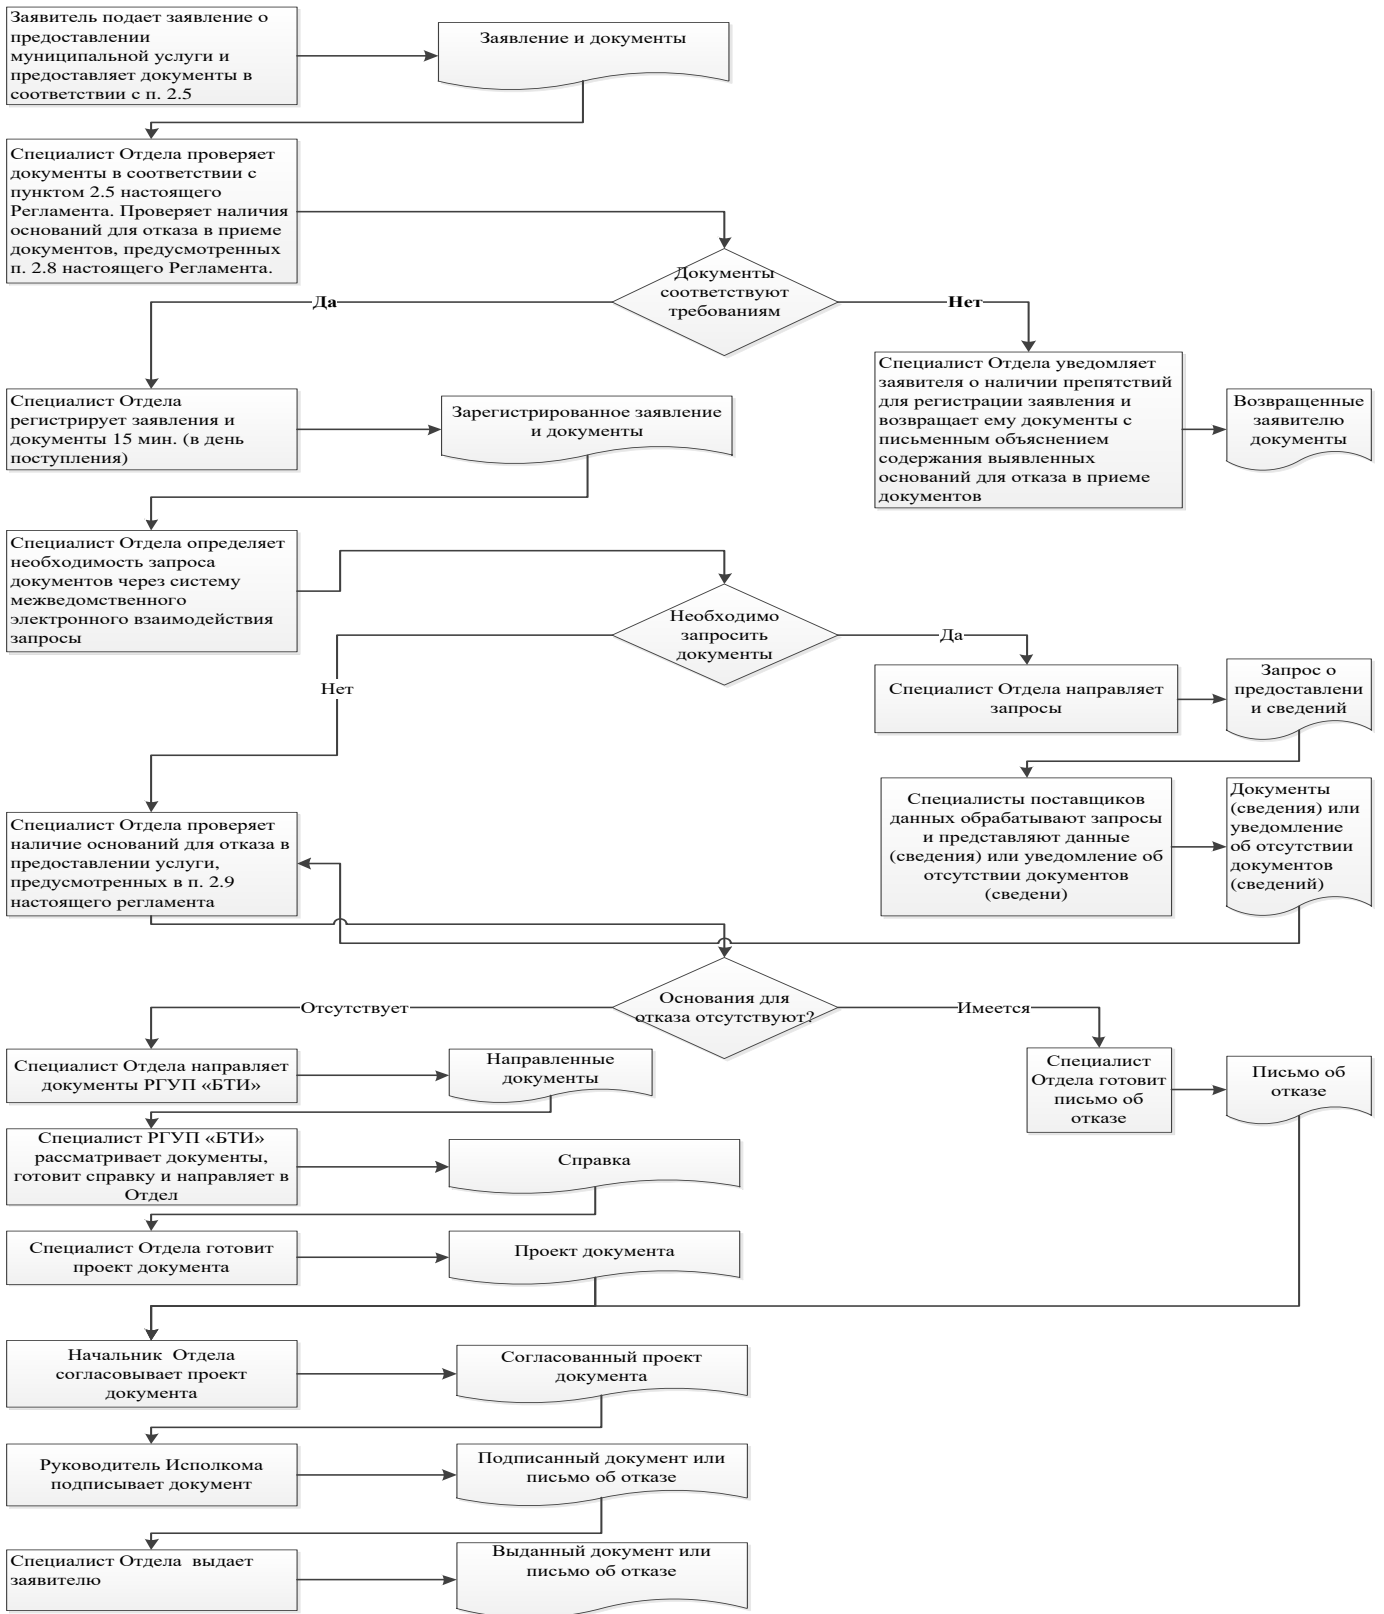 Заявитель подает заявление о
предоставлении
муниципальной услуги и
предоставляет документы в
соответствии с п. 2.5
Заявление и документы
Специалист Отдела проверяет
документы в соответствии с
пунктом 2.5 настоящего
Регламента. Проверяет наличия
оснований для отказа в приеме
документов, предусмотренных
п. 2.8 настоящего Регламента.
Документы
соответствуют
требованиям
Да
Нет
Специалист Отдела
регистрирует заявления и
документы 15 мин. (в день
поступления)
Зарегистрированное заявление
и документы
Специалист Отдела уведомляет
заявителя о наличии препятствий
для регистрации заявления и
возвращает ему документы с
письменным объяснением
содержания выявленных
оснований для отказа в приеме
документов
Возвращенные
заявителю
документы
Специалист Отдела определяет
необходимость запроса
документов через систему
межведомственного
электронного взаимодействия
запросы
Необходимо
запросить
документы
Да
Нет
Специалист Отдела направляет
запросы
Запрос о
предоставлени
и сведений
Специалисты поставщиков
данных обрабатывают запросы
и представляют данные
(сведения) или уведомление об
отсутствии документов
(сведени)
Документы
(сведения) или
уведомление
об отсутствии
документов
(сведений)
Специалист Отдела проверяет
наличие оснований для отказа в
предоставлении услуги,
предусмотренных в п. 2.9
настоящего регламента
Основания для
отказа отсутствуют?
Отсутствует
Имеется
Специалист Отдела направляет
документы РГУП «БТИ»
Направленные
документы
Специалист
Отдела готовит
письмо об
отказе
Письмо об
отказе
Специалист РГУП «БТИ»
рассматривает документы,
готовит справку и направляет в
Отдел
Справка
Специалист Отдела готовит
проект документа
Проект документа
Начальник Отдела
согласовывает проект
документа
Согласованный проект
документа
Руководитель Исполкома
подписывает документ
Подписанный документ или
письмо об отказе
Специалист Отдела выдает
заявителю
Выданный документ или
письмо об отказе